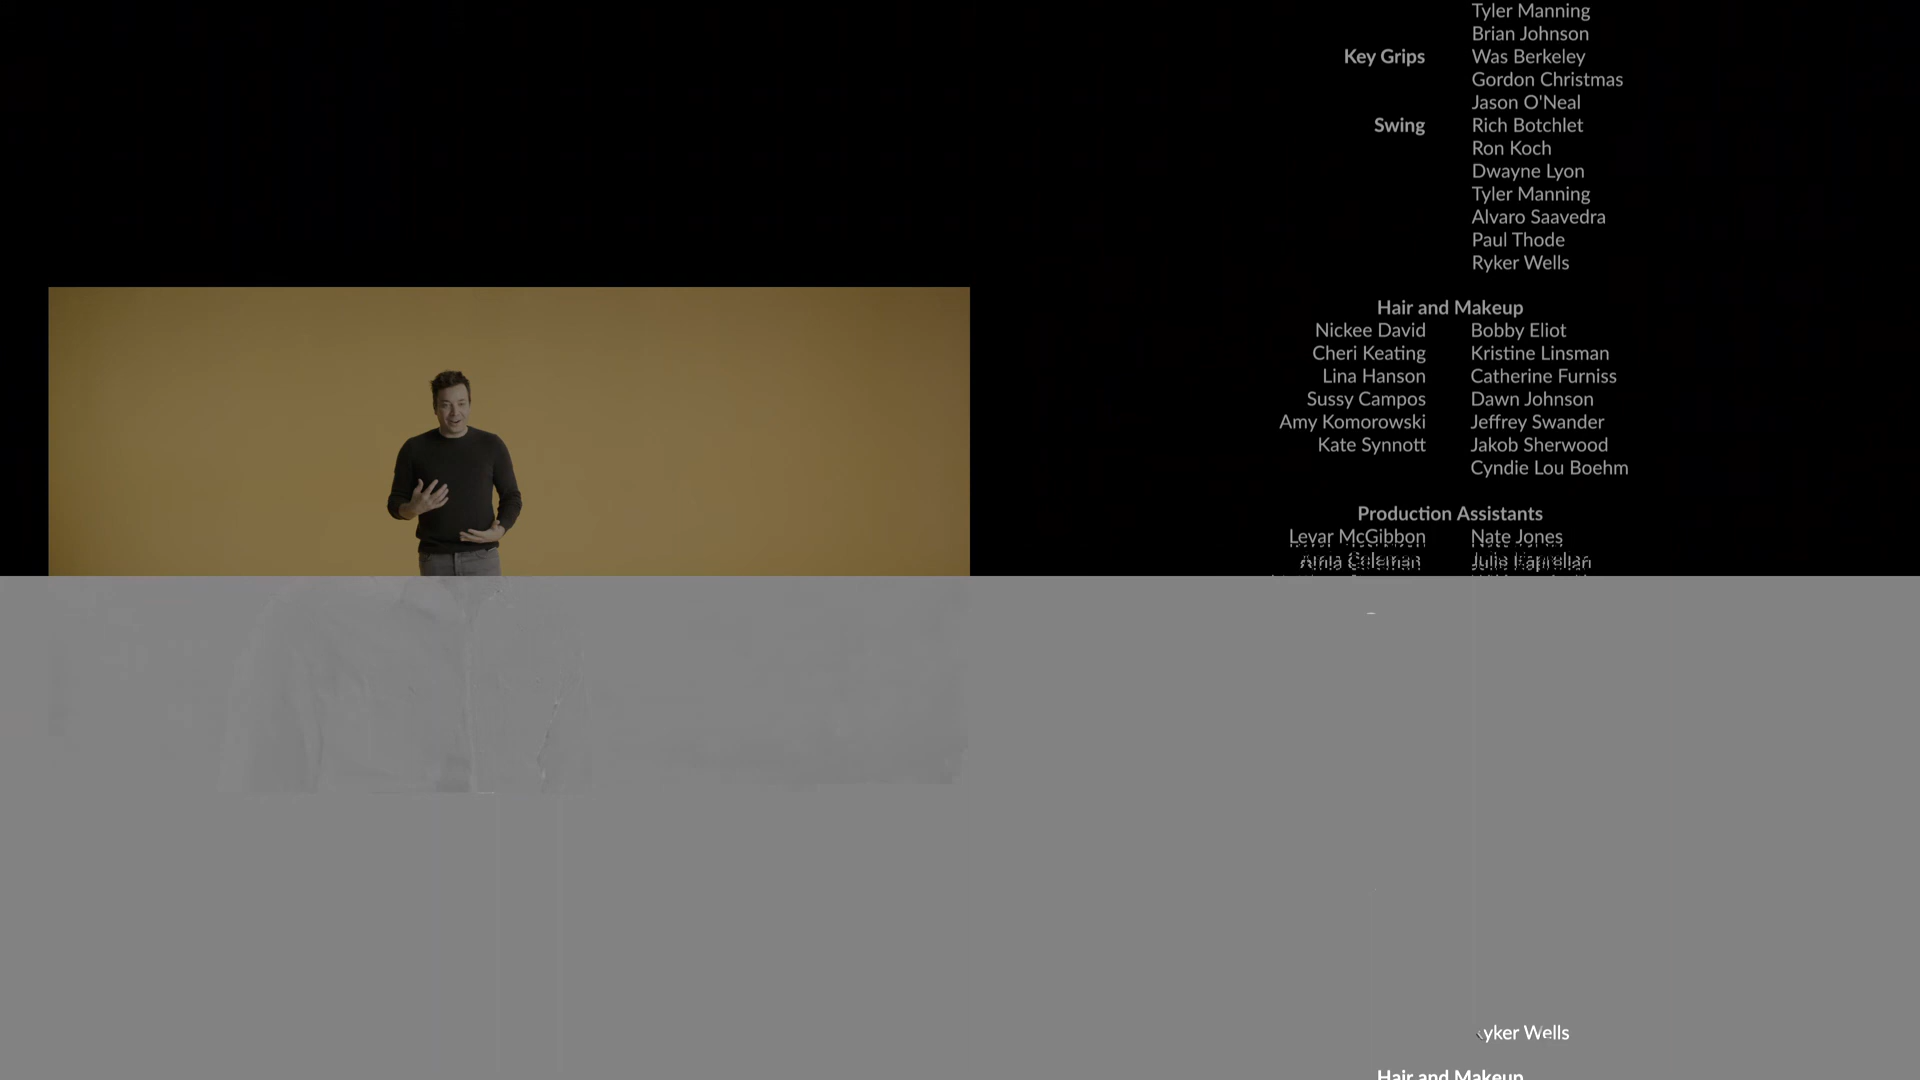 Tyler Manning
Brian Johnson
Key Grips Was Berkeley
Gordon Christmas
Jason O'Neal
Swing Rich Botchlet
Ron Koch
Dwayne Lyon
Tyler Manning
Alvaro Saavedra
Paul Thode
Ryker Wells
Hair and Makeup
Nickee David Bobby Eliot
Cheri Keating Kristine Linsman
Lina Hanson Catherine Furniss
Sussy Campos Dawn Johnson
Amy Komorowski Jeffrey Swander
Kate Synnott Jakob Sherwood
Cyndie Lou Boehm
Production Assistants
Levar McGibbon Nate Jones
yker Wells
Hair and Makeup